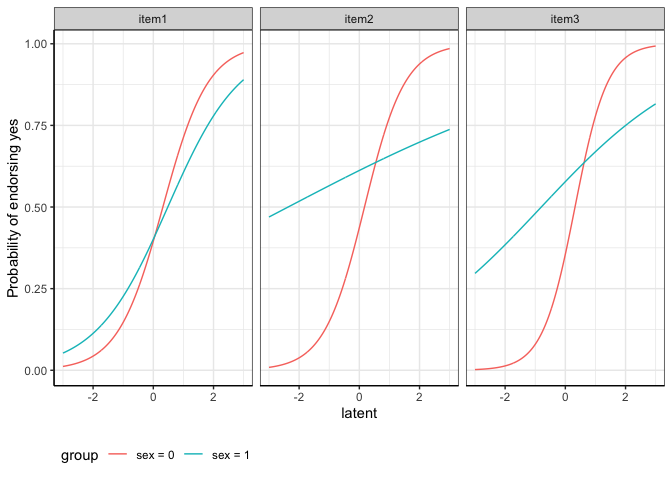 item1 item2 item3
1.00
0.75
0.50
0.25
0.00
Probability of endorsing yes
-2 0 2 -2 0 2 -2 0 2
latent
group sex = 0 sex = 1